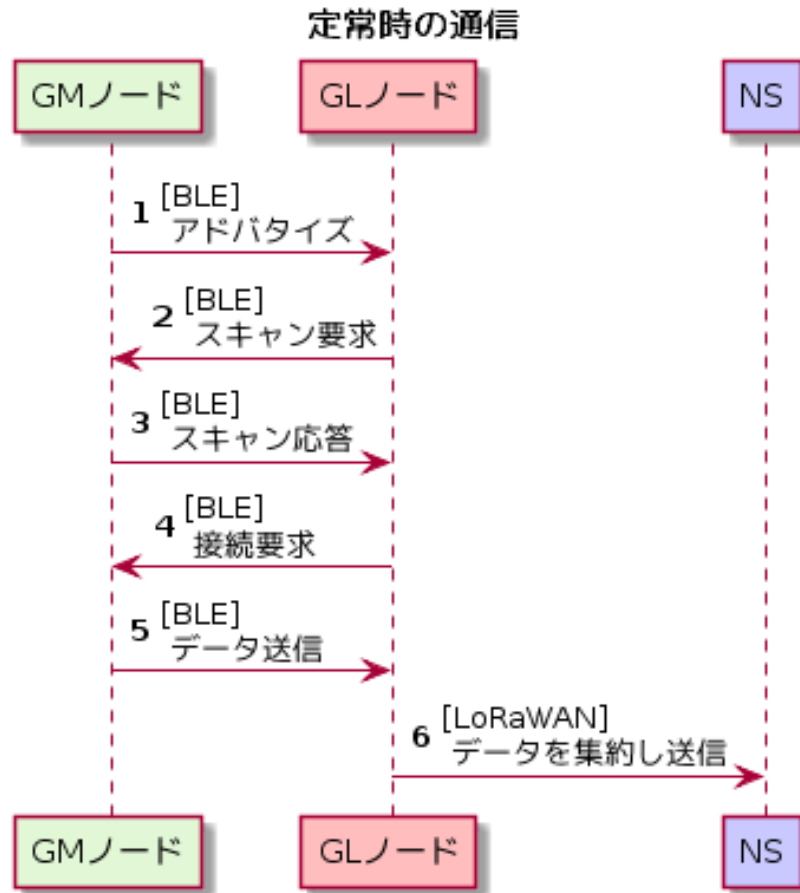 定常時の通信
GMノード
GLノード
NS
1 [BLE]
アドバタイズ
2 [BLE]
スキャン要求
3 [BLE]
スキャン応答
4 [BLE]
接続要求
5 [BLE]
データ送信
6 [LoRaWAN]
データを集約し送信
GMノード
GLノード
NS